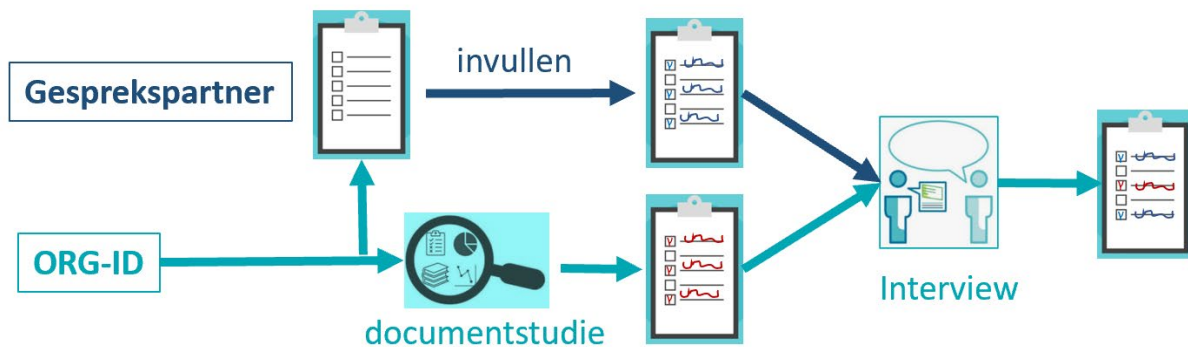 invullen
Gesprekspartner
ORG-ID
documentstudie
Interview